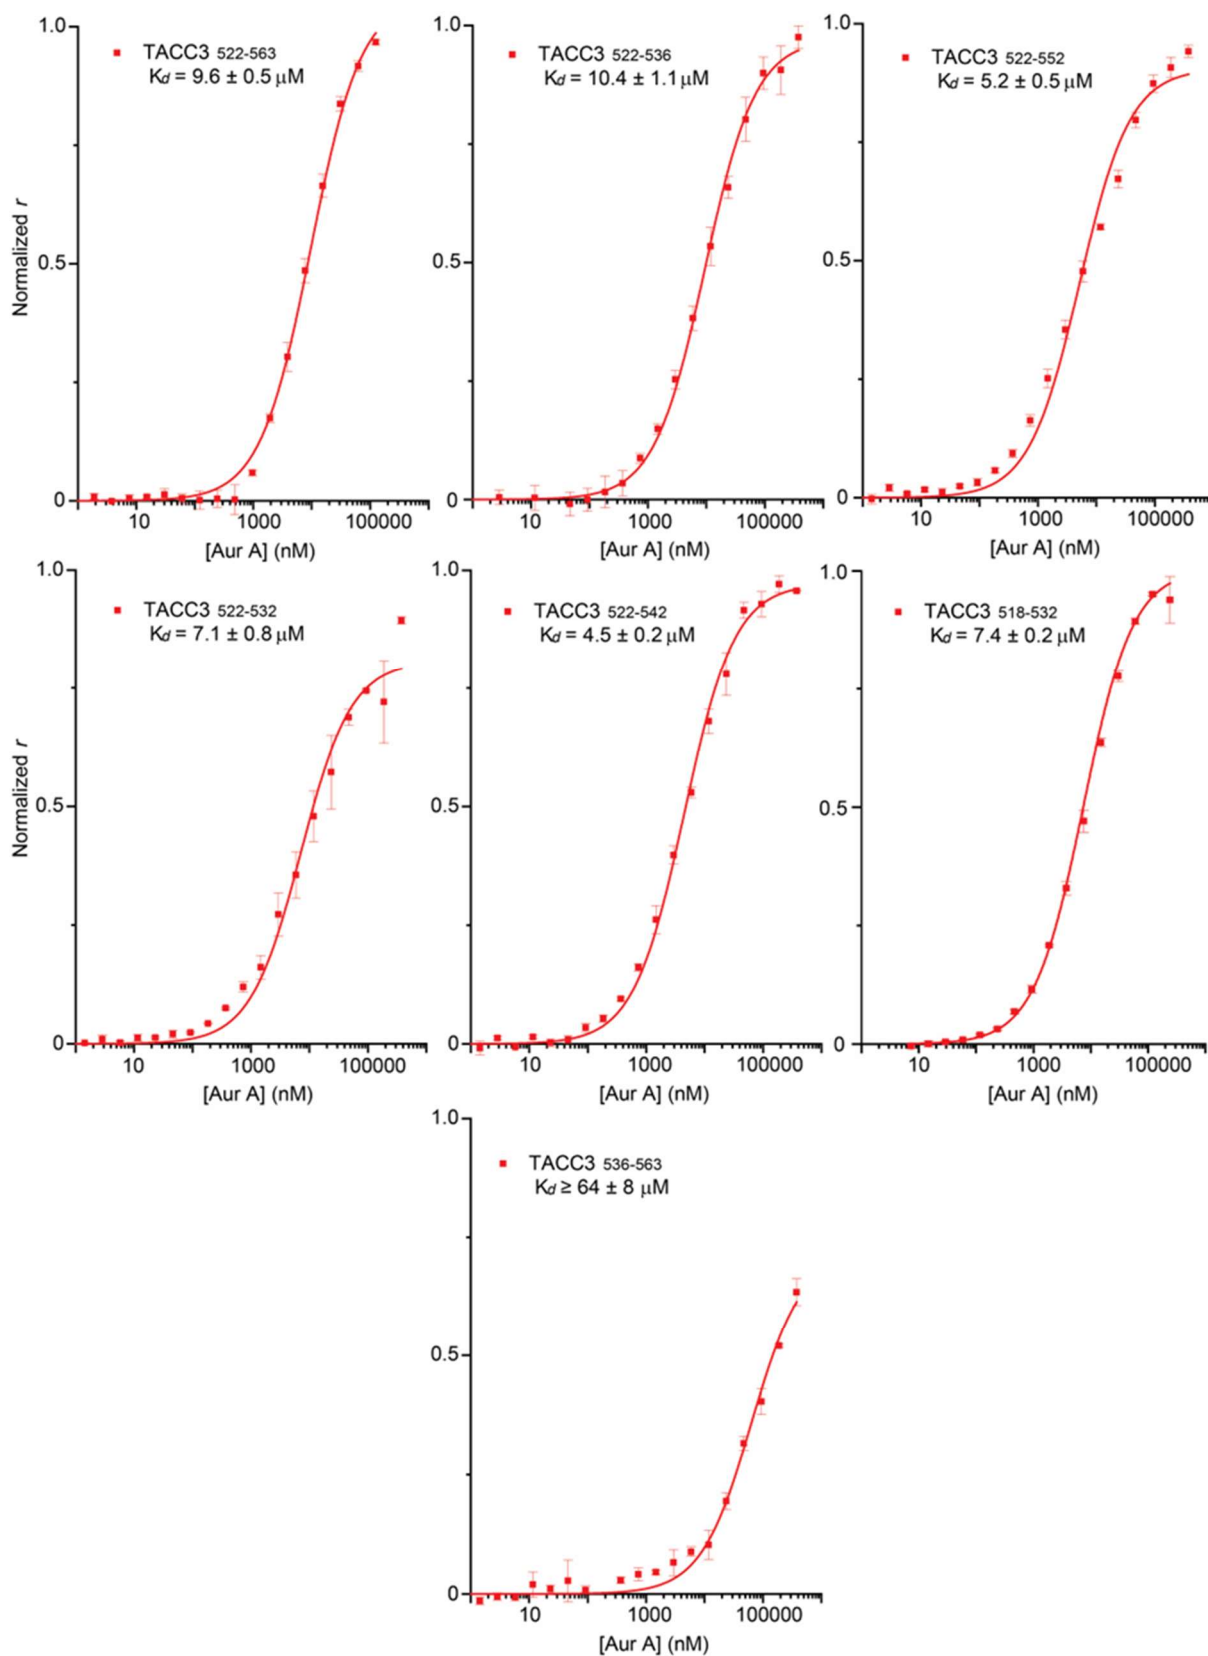 1.0
TACC3 522-563
Kd = 9.6 ± 0.5 μM
Normalized r
0.5
0
10 1000 100000
[Aur A] (nM)
1.0
TACC3 522-536
Kd = 10.4 ± 1.1 μM
0.5
0
10 1000 100000
[Aur A] (nM)
1.0
TACC3 522-552
Kd = 5.2 ± 0.5 μM
0.5
0
10 1000 100000
[Aur A] (nM)
1.0
TACC3 522-532
Kd = 7.1 ± 0.8 μM
Normalized r
0.5
0
10 1000 100000
[Aur A] (nM)
1.0
TACC3 522-542
Kd = 4.5 ± 0.2 μM
0.5
0
10 1000 100000
[Aur A] (nM)
1.0
TACC3 518-532
Kd = 7.4 ± 0.2 μM
0.5
0
10 1000 100000
[Aur A] (nM)
1.0
TACC3 536-563
Kd ≥ 64 ± 8 μM
0.5
0
10 1000 100000
[Aur A] (nM)